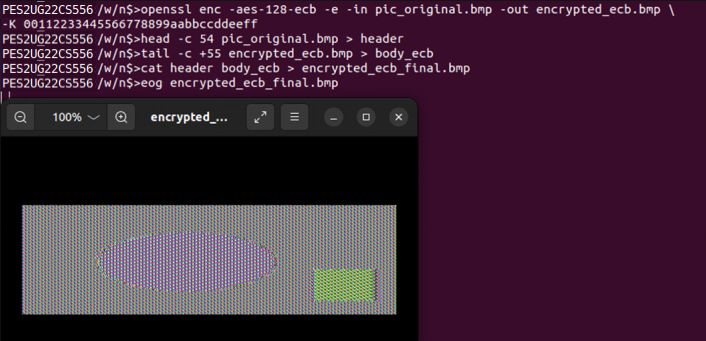 PES2UG22CS556 /w/n$>openssl enc -aes-128-ecb -e -in pic_original.bmp -out encrypted_ecb.bmp \
-K 00112233445566778899aabbccddeeff
PES2UG22CS556 /w/n$>head -c 54 pic_original.bmp > header
PES2UG22CS556 /w/n$>tail -c +55 encrypted_ecb.bmp > body_ecb
PES2UG22CS556 /w/n$>cat header body_ecb > encrypted_ecb_final.bmp
PES2UG22CS556 /w/n$>eog encrypted_ecb_final.bmp
100% encrypted_...